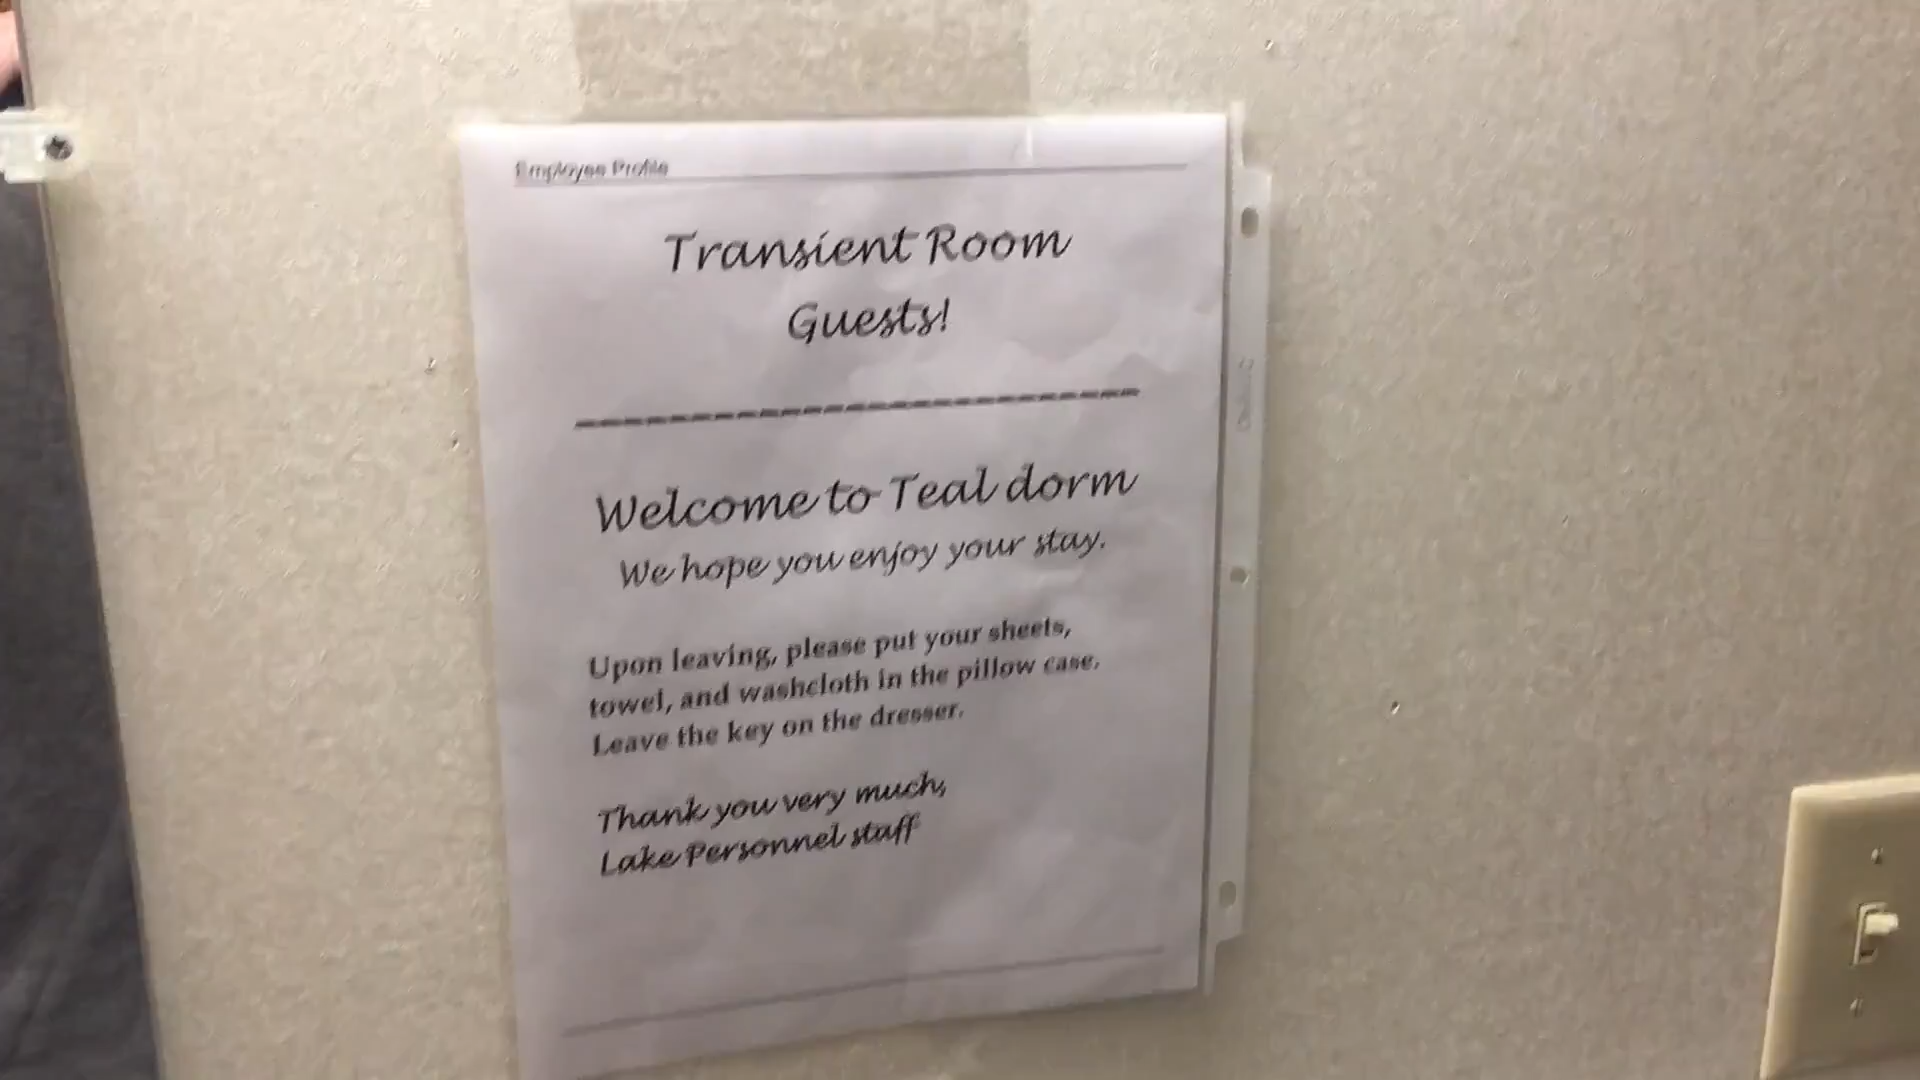 Employee Profile
Transient Room
Guests!
Welcome to Teal dorm
We hope you enjoy your stay.
Upon leaving, please put your sheets,
towel, and washcloth in the pillow case.
Leave the key on the dresser.
Thank you very much,
Lake Personnel staff